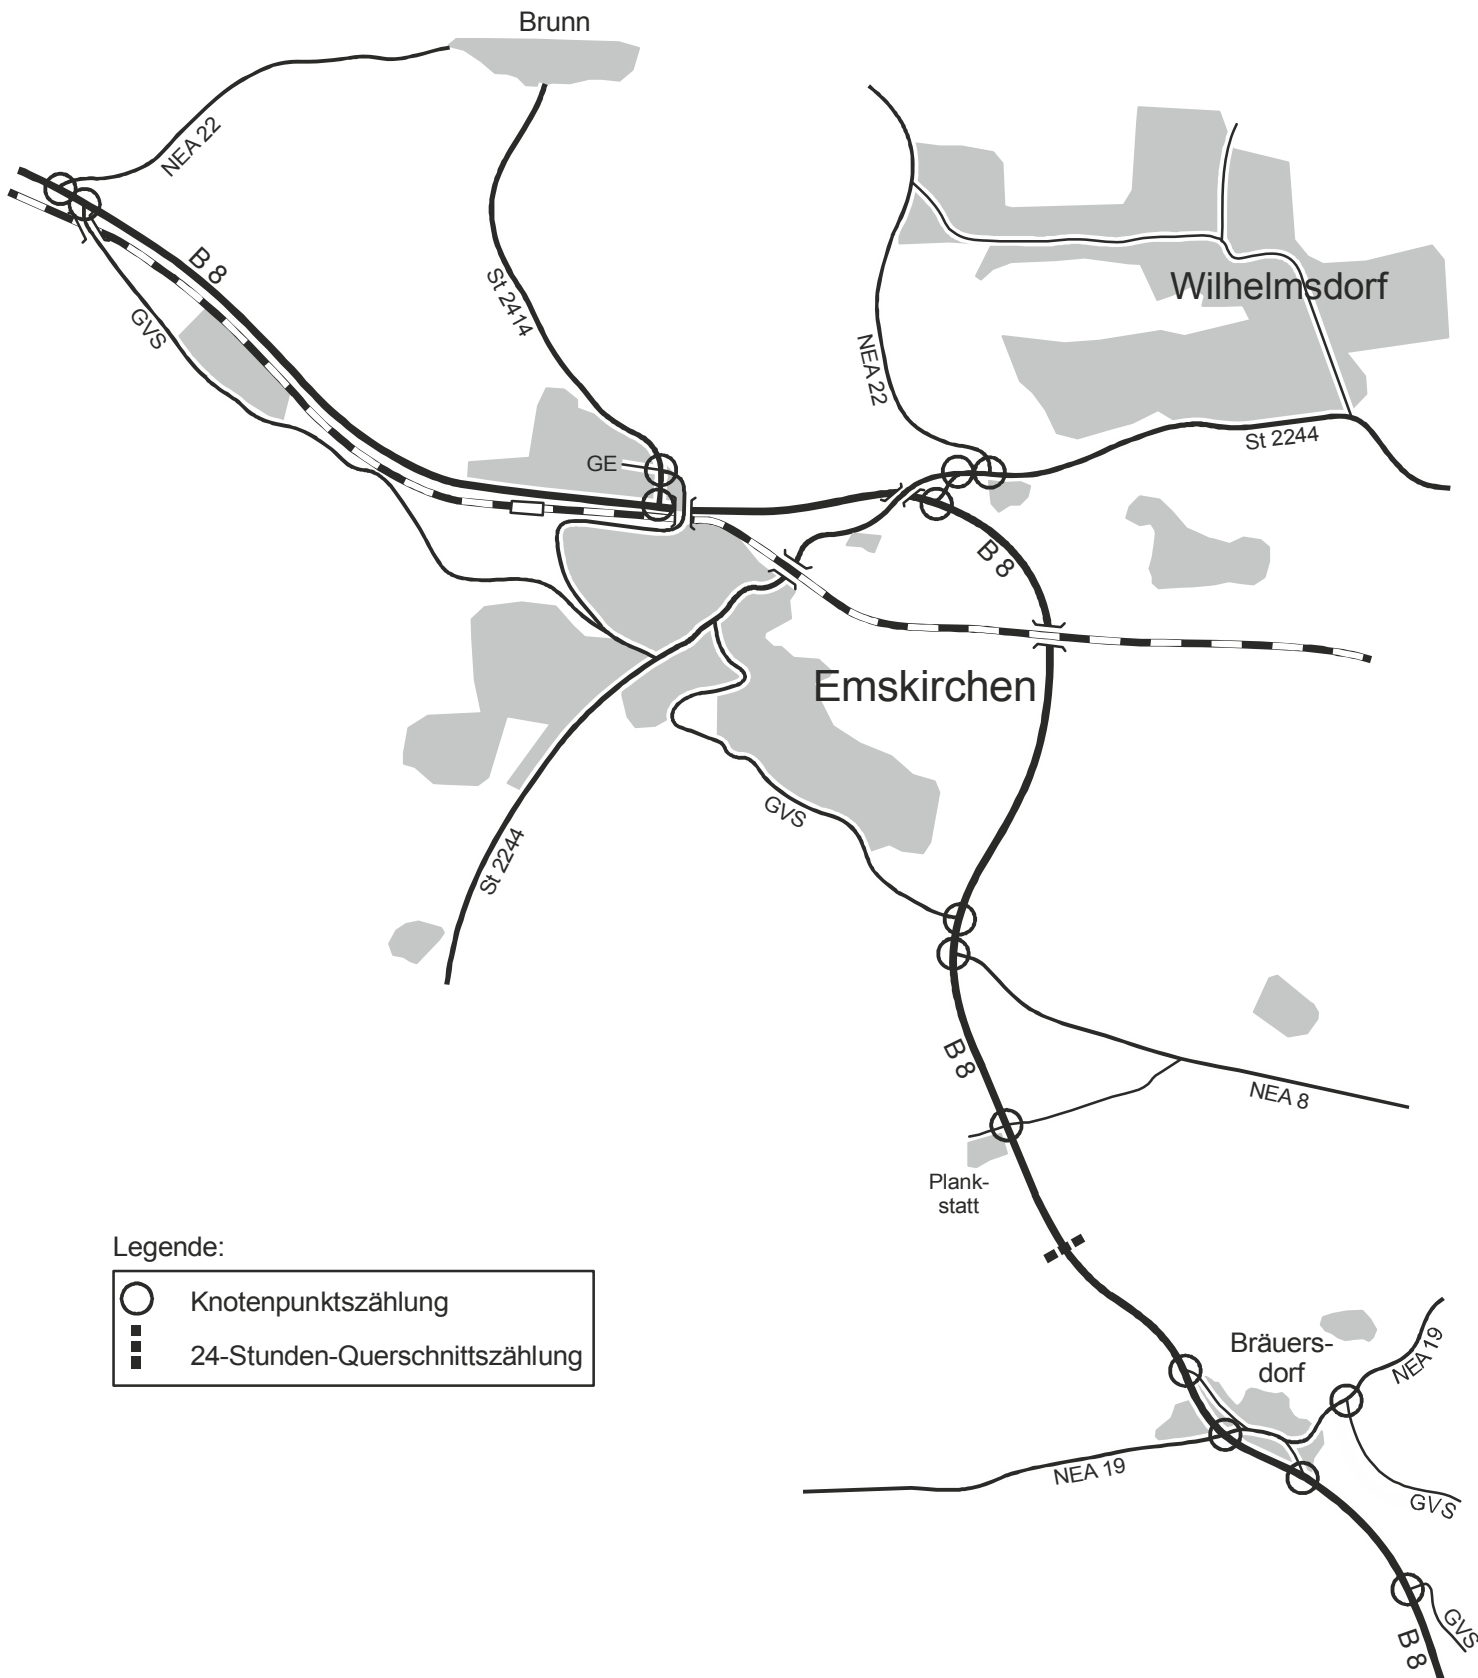 Brunn
NEA 22
B 8
St 2414
GVS
Wilhelmsdorf
NEA 22
St 2244
GE
B 8
Emskirchen
GVS
St 2244
B 8
NEA 8
Plank-
statt
Legende:
Knotenpunktszählung
24-Stunden-Querschnittszählung
Bräuers-
dorf
NEA 19
NEA 19
GVS
GVS
B 8